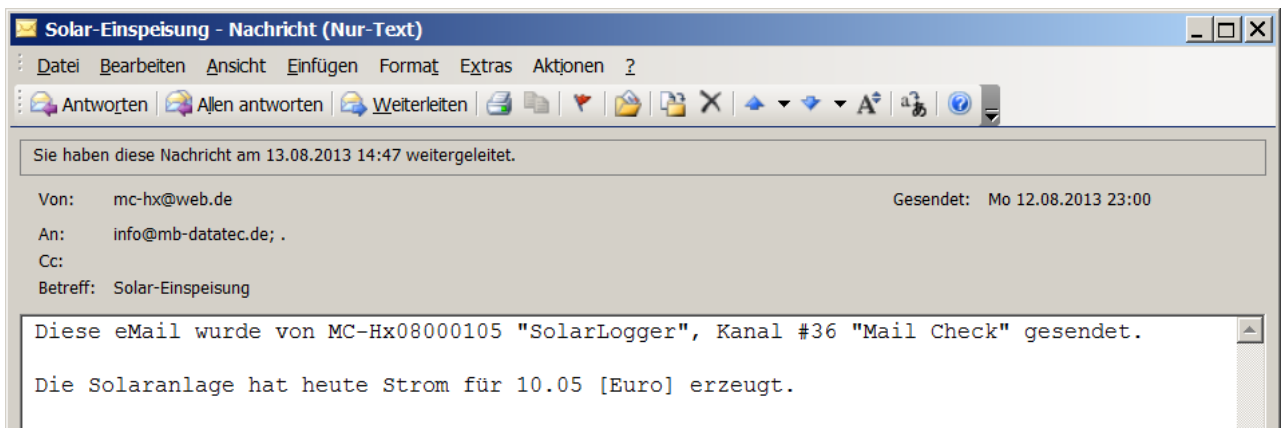 Solar-Einspeisung - Nachricht (Nur-Text)
Datei Bearbeiten Ansicht Einfügen Format Extras Aktionen ?
Antworten Allen antworten Weiterleiten
Sie haben diese Nachricht am 13.08.2013 14:47 weitergeleitet.
Von: mc-hx@web.de Gesendet: Mo 12.08.2013 23:00
An: info@mb-datatec.de; .
Cc:
Betreff: Solar-Einspeisung
Diese eMail wurde von MC-Hx08000105 "SolarLogger", Kanal #36 "Mail Check" gesendet.
Die Solaranlage hat heute Strom für 10.05 [Euro] erzeugt.